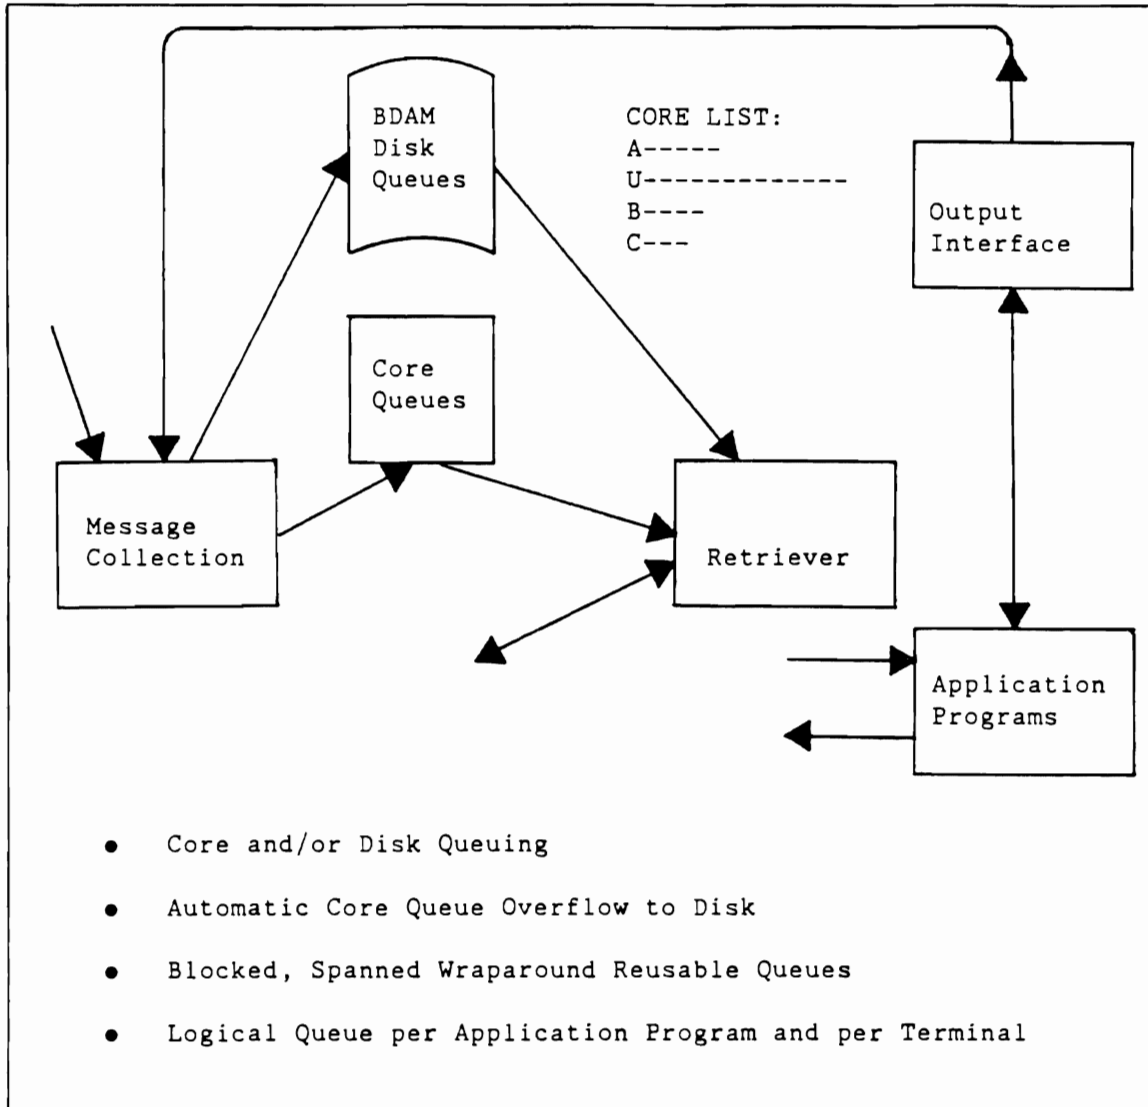 BDAM
Disk
Queues
CORE LIST:
A-----
U-------------
B----
C---
Output
Interface
Core
Queues
Message
Collection
Retriever
Application
Programs
● Core and/or Disk Queuing
● Automatic Core Queue Overflow to Disk
● Blocked, Spanned Wraparound Reusable Queues
● Logical Queue per Application Program and per Terminal